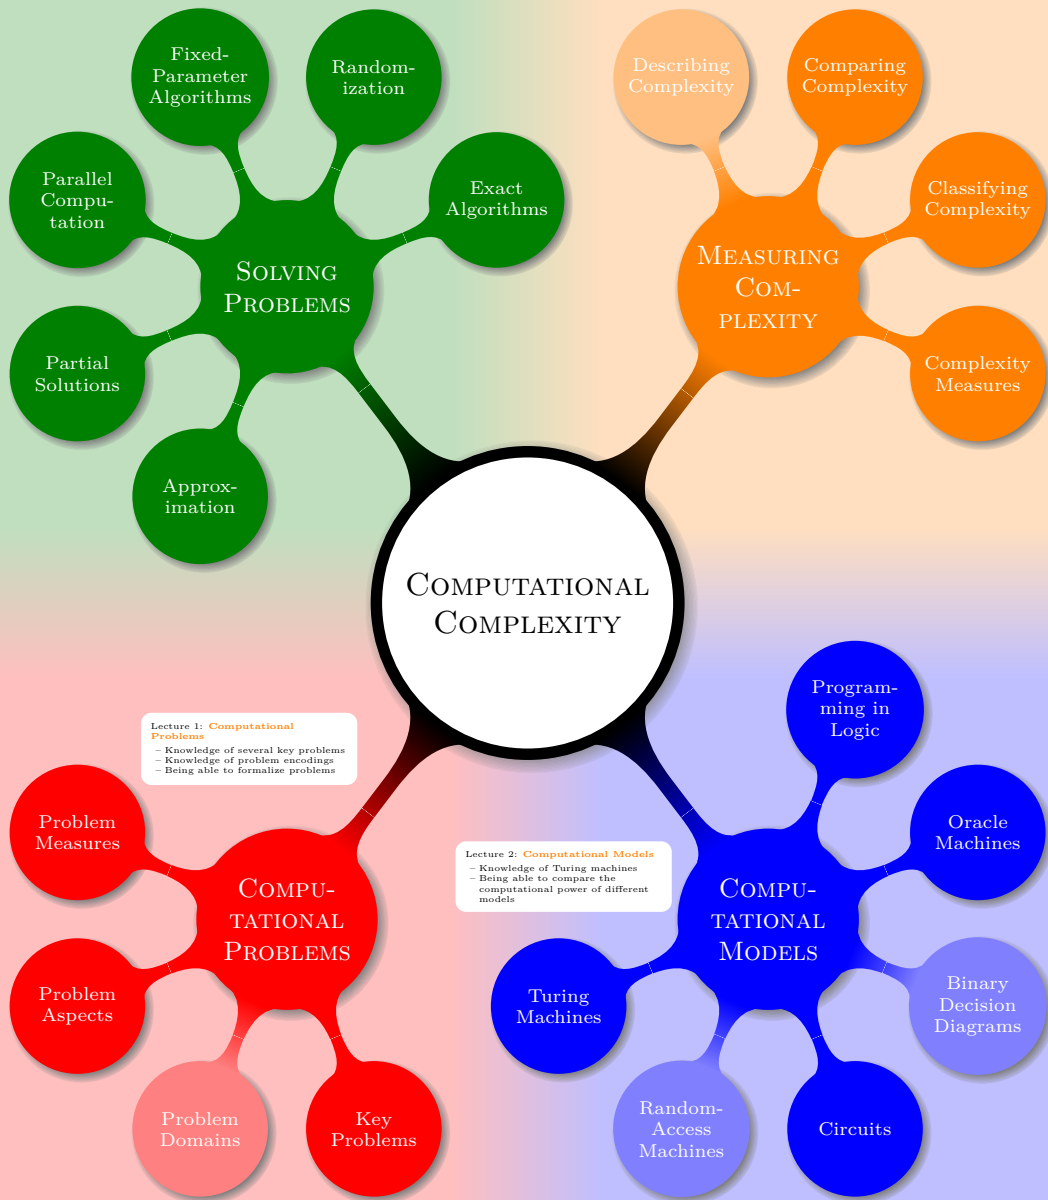 Fixed-
Parameter
Algorithms
Random-
ization
Describing
Complexity
Comparing
Complexity
Parallel
Compu-
tation
Exact
Algorithms
Classifying
Complexity
Solving
Problems
Measuring
Com-
plexity
Partial
Solutions
Complexity
Measures
Approx-
imation
Computational
Complexity
Program-
ming in
Logic
Lecture 1: Computational
Problems
– Knowledge of several key problems
– Knowledge of problem encodings
– Being able to formalize problems
Problem
Measures
Oracle
Machines
Lecture 2: Computational Models
– Knowledge of Turing machines
– Being able to compare the
computational power of different
models
Compu-
tational
Problems
Compu-
tational
Models
Problem
Aspects
Turing
Machines
Binary
Decision
Diagrams
Problem
Domains
Key
Problems
Random-
Access
Machines
Circuits